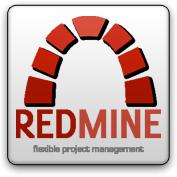 REDMINE
flexible project management